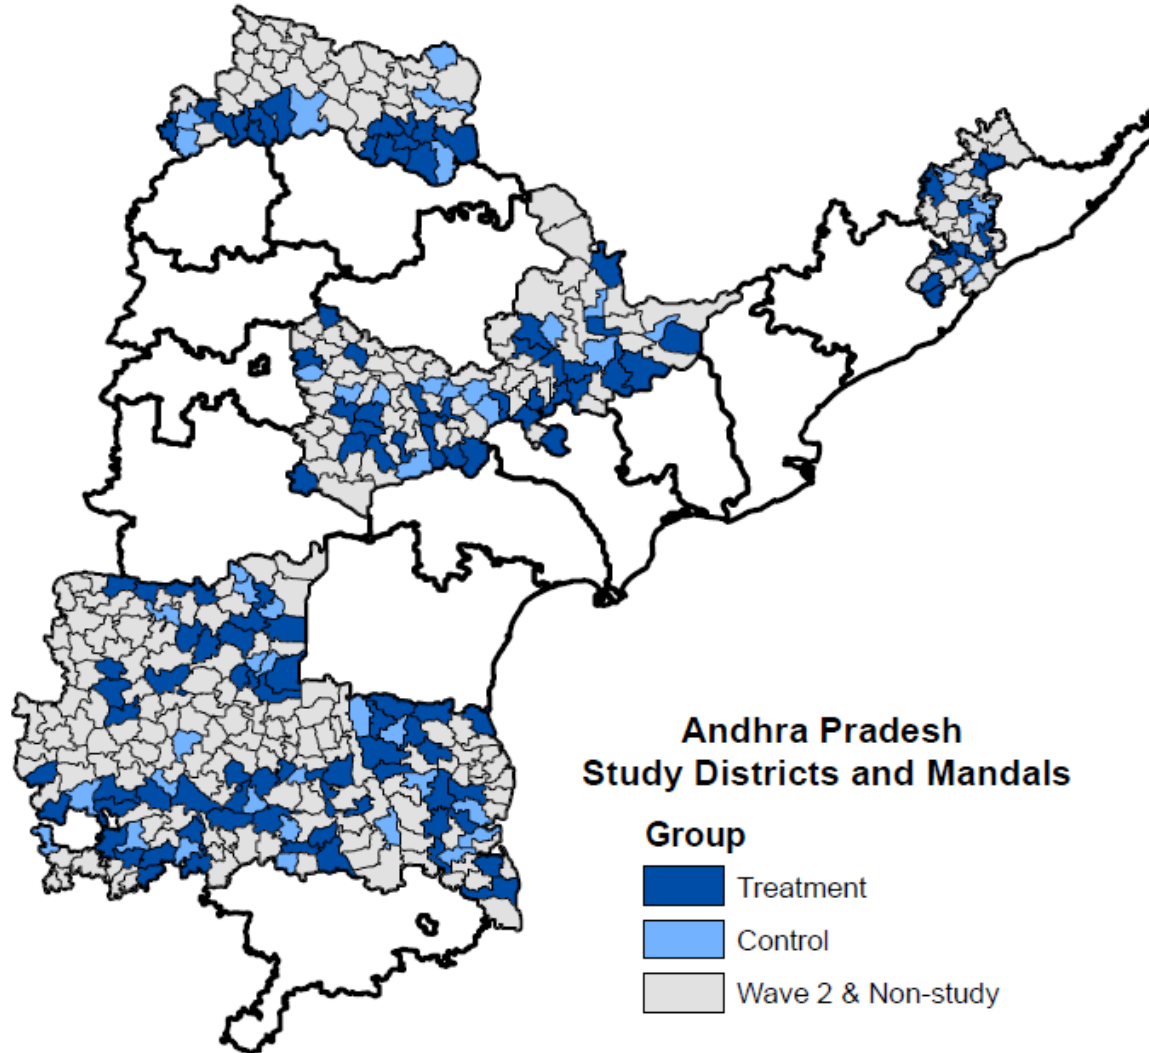 Andhra Pradesh
Study Districts and Mandals
Group
Treatment
Control
Wave 2 & Non-study